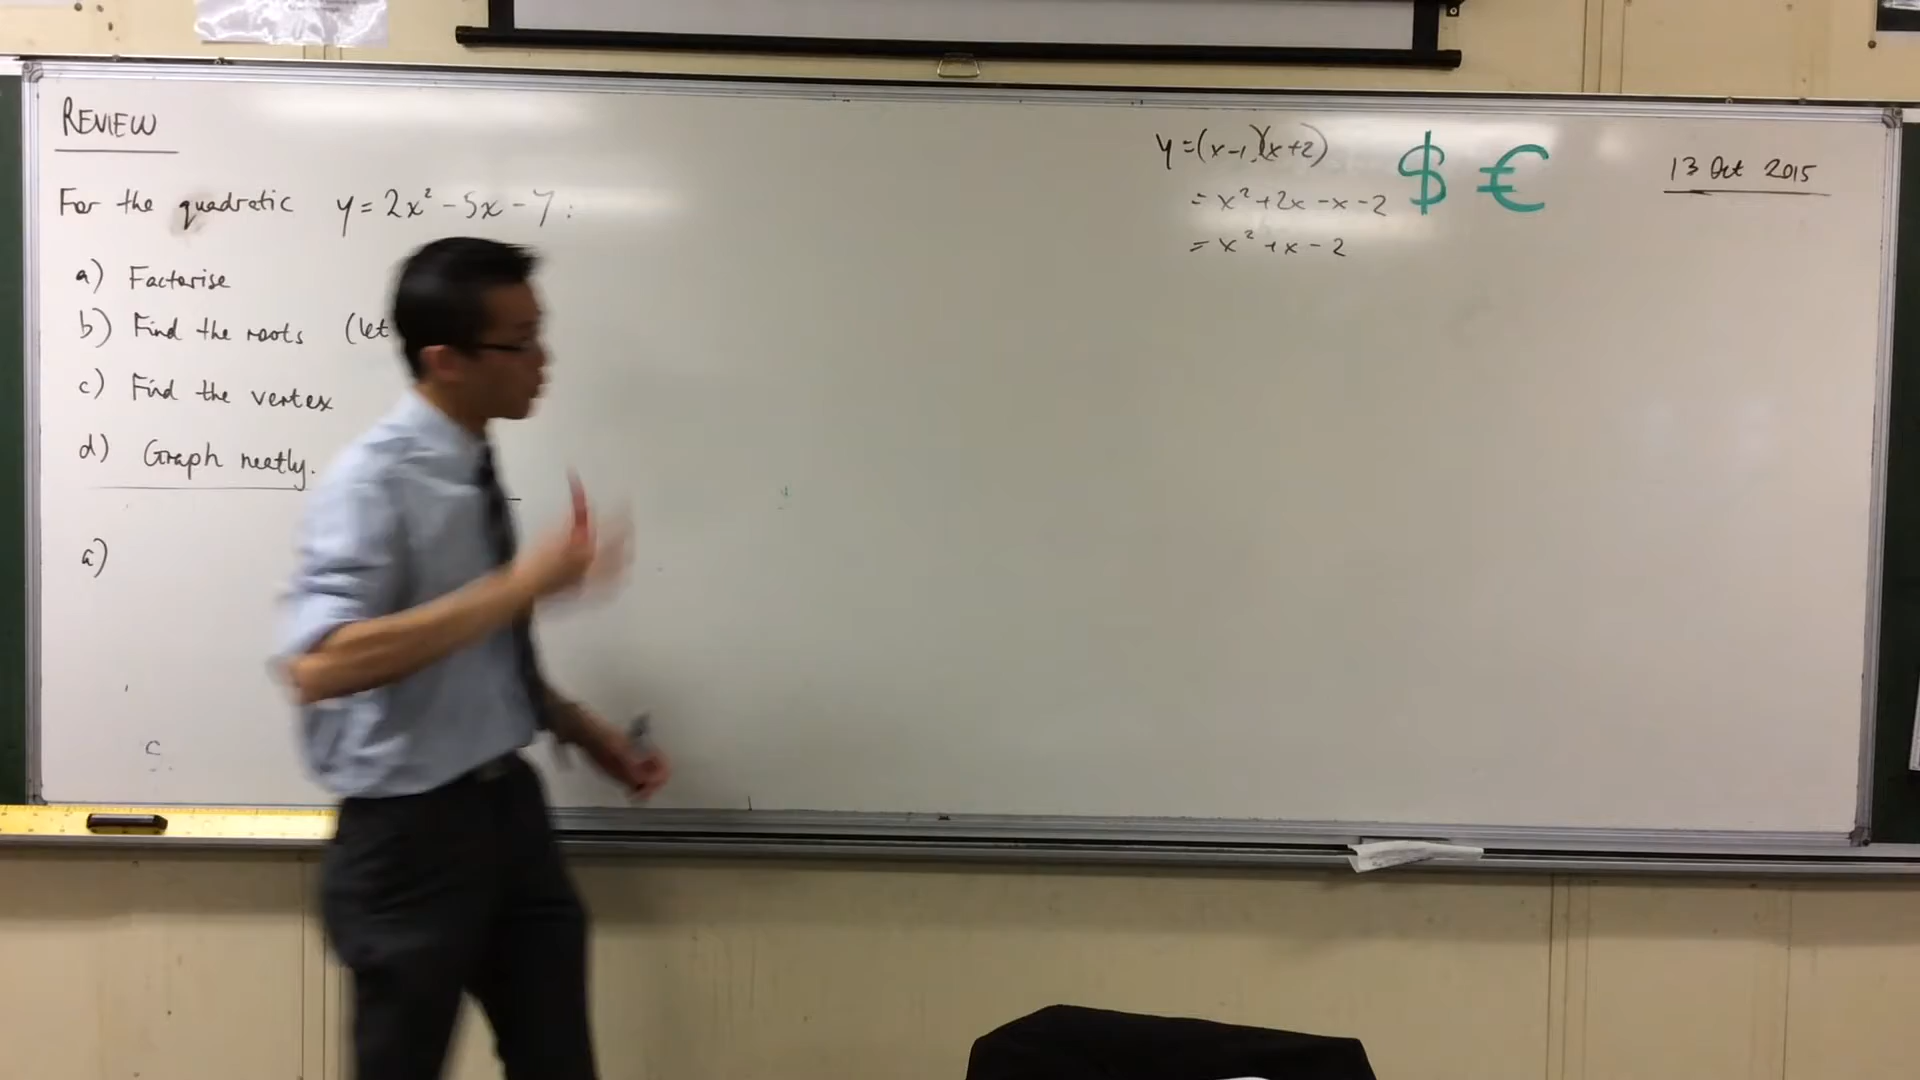 REVIEW
For the quadratic y = 2x² - 5x - 7 :
a) Factorise
b) Find the roots (let
c) Find the vertex
d) Graph neatly.
a)
c
y = (x-1)(x+2)
= x² + 2x - x - 2
= x² + x - 2
$ €
13 Oct 2015